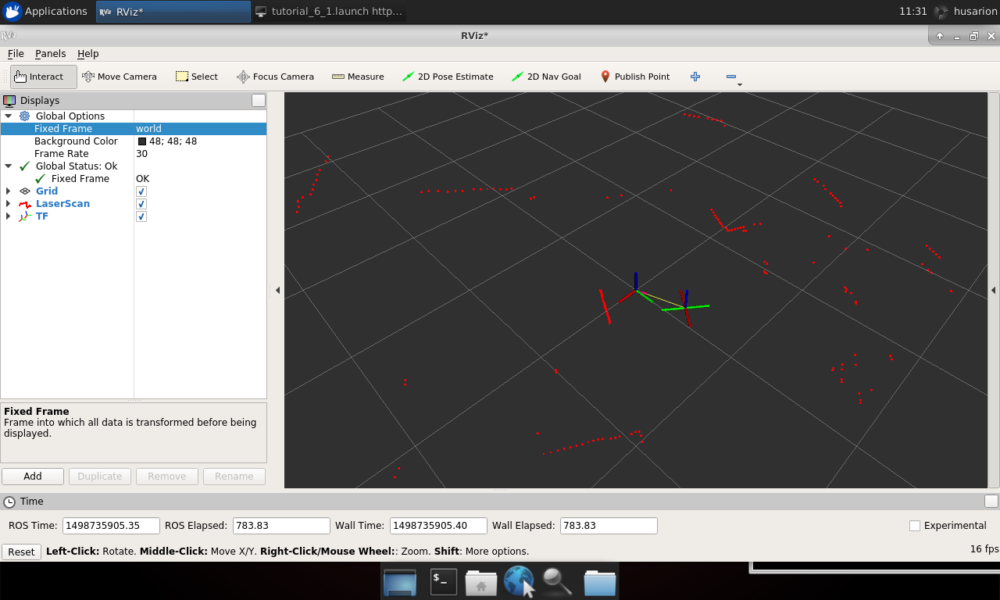 Applications RViz RViz* tutorial_6_1.launch http... 11:31 husarion
RViz RViz*
File Panels Help
Interact Move Camera Select Focus Camera Measure 2D Pose Estimate 2D Nav Goal Publish Point
Displays
Global Options
Fixed Frame world
Background Color 48; 48; 48
Frame Rate 30
Global Status: Ok
Fixed Frame OK
Grid
LaserScan
TF
Fixed Frame
Frame into which all data is transformed before being
displayed.
Add Duplicate Remove Rename
Time
ROS Time: 1498735905.35 ROS Elapsed: 783.83 Wall Time: 1498735905.40 Wall Elapsed: 783.83 Experimental
Reset Left-Click: Rotate. Middle-Click: Move X/Y. Right-Click/Mouse Wheel:: Zoom. Shift: More options. 16 fps
$_